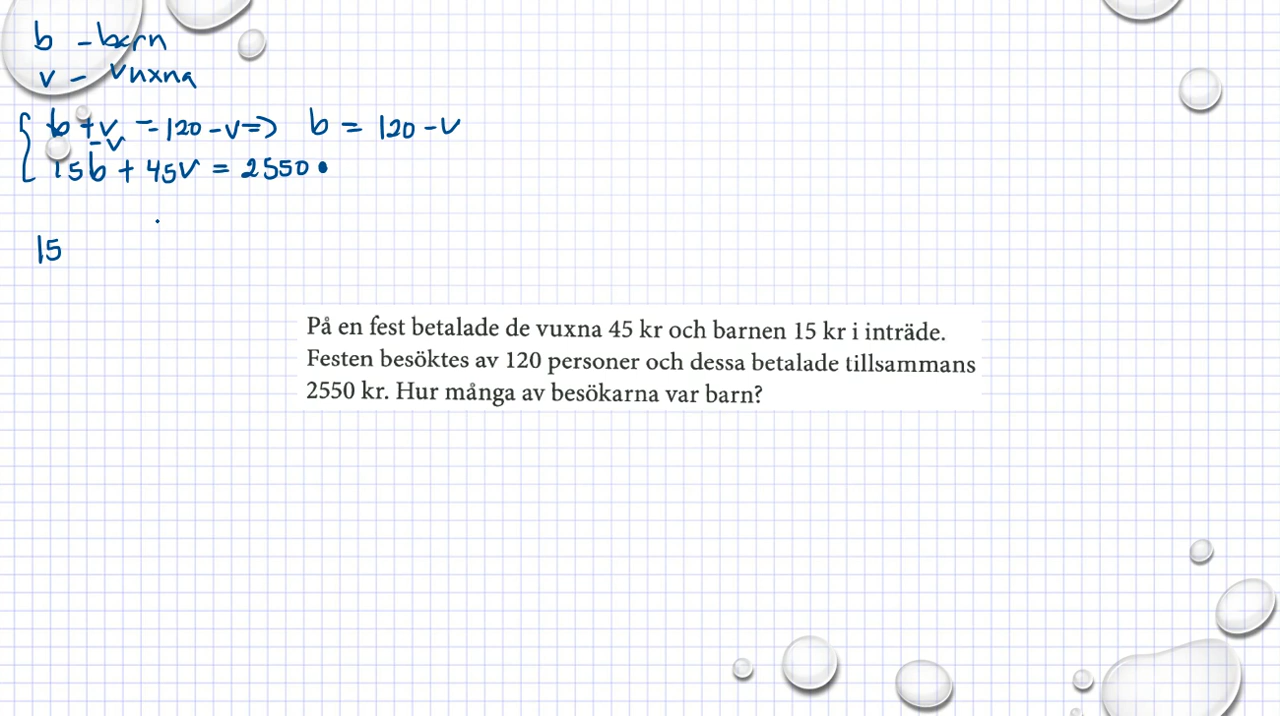 b - barn
v - vuxna
b + v = 120 - v => b = 120 - v
- v
15b + 45v = 2550
15
På en fest betalade de vuxna 45 kr och barnen 15 kr i inträde.
Festen besöktes av 120 personer och dessa betalade tillsammans
2550 kr. Hur många av besökarna var barn?